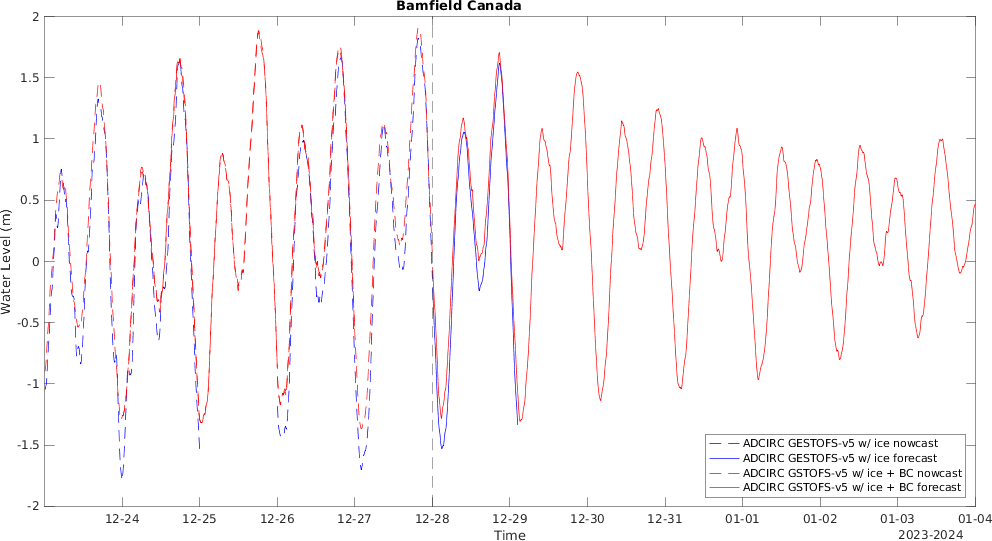 Bamfield Canada
2
1.5
1
0.5
0
-0.5
-1
-1.5
-2
Water Level (m)
12-24 12-25 12-26 12-27 12-28 12-29 12-30 12-31 01-01 01-02 01-03 01-04
Time
2023-2024
ADCIRC GESTOFS-v5 w/ ice nowcast
ADCIRC GESTOFS-v5 w/ ice forecast
ADCIRC GSTOFS-v5 w/ ice + BC nowcast
ADCIRC GSTOFS-v5 w/ ice + BC forecast